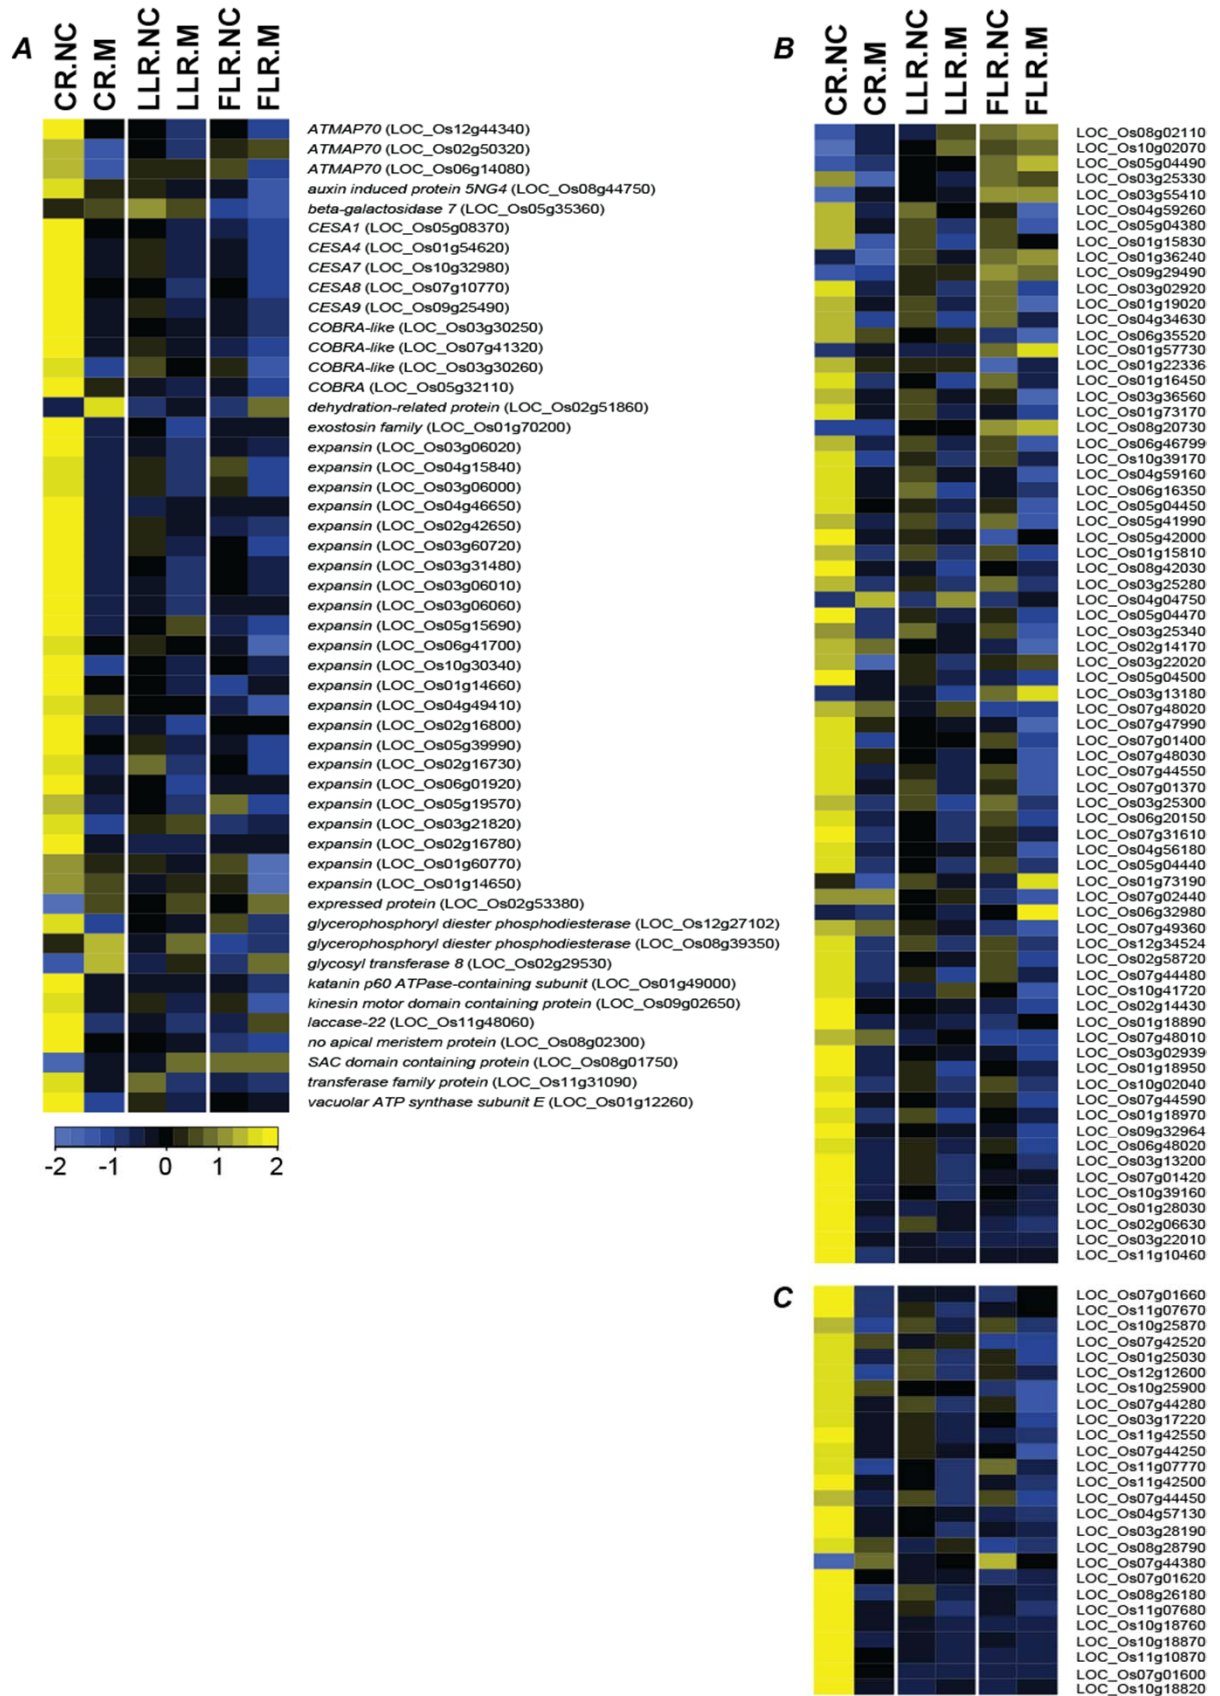 A
CR.NC
CR.M
LLR.NC
LLR.M
FLR.NC
FLR.M
ATMAP70 (LOC_Os12g44340)
ATMAP70 (LOC_Os02g50320)
ATMAP70 (LOC_Os06g14080)
auxin induced protein 5NG4 (LOC_Os08g44750)
beta-galactosidase 7 (LOC_Os05g35360)
CESA1 (LOC_Os05g08370)
CESA4 (LOC_Os01g54620)
CESA7 (LOC_Os10g32980)
CESA8 (LOC_Os07g10770)
CESA9 (LOC_Os09g25490)
COBRA-like (LOC_Os03g30250)
COBRA-like (LOC_Os07g41320)
COBRA-like (LOC_Os03g30260)
COBRA (LOC_Os05g32110)
dehydration-related protein (LOC_Os02g51860)
exostosin family (LOC_Os01g70200)
expansin (LOC_Os03g06020)
expansin (LOC_Os04g15840)
expansin (LOC_Os03g06000)
expansin (LOC_Os04g46650)
expansin (LOC_Os02g42650)
expansin (LOC_Os03g60720)
expansin (LOC_Os03g31480)
expansin (LOC_Os03g06010)
expansin (LOC_Os03g06060)
expansin (LOC_Os05g15690)
expansin (LOC_Os06g41700)
expansin (LOC_Os10g30340)
expansin (LOC_Os01g14660)
expansin (LOC_Os04g49410)
expansin (LOC_Os02g16800)
expansin (LOC_Os05g39990)
expansin (LOC_Os02g16730)
expansin (LOC_Os06g01920)
expansin (LOC_Os05g19570)
expansin (LOC_Os03g21820)
expansin (LOC_Os02g16780)
expansin (LOC_Os01g60770)
expansin (LOC_Os01g14650)
expressed protein (LOC_Os02g53380)
glycerophosphoryl diester phosphodiesterase (LOC_Os12g27102)
glycerophosphoryl diester phosphodiesterase (LOC_Os08g39350)
glycosyl transferase 8 (LOC_Os02g29530)
katanin p60 ATPase-containing subunit (LOC_Os01g49000)
kinesin motor domain containing protein (LOC_Os09g02650)
laccase-22 (LOC_Os11g48060)
no apical meristem protein (LOC_Os08g02300)
SAC domain containing protein (LOC_Os08g01750)
transferase family protein (LOC_Os11g31090)
vacuolar ATP synthase subunit E (LOC_Os01g12260)
-2 -1 0 1 2
B
CR.NC
CR.M
LLR.NC
LLR.M
FLR.NC
FLR.M
LOC_Os08g02110
LOC_Os10g02070
LOC_Os05g04490
LOC_Os03g25330
LOC_Os03g55410
LOC_Os04g59260
LOC_Os05g04380
LOC_Os01g15830
LOC_Os01g36240
LOC_Os09g29490
LOC_Os03g02920
LOC_Os01g19020
LOC_Os04g34630
LOC_Os06g35520
LOC_Os01g57730
LOC_Os01g22336
LOC_Os01g16450
LOC_Os03g36560
LOC_Os01g73170
LOC_Os08g20730
LOC_Os06g46799
LOC_Os10g39170
LOC_Os04g59160
LOC_Os06g16350
LOC_Os05g04450
LOC_Os05g41990
LOC_Os05g42000
LOC_Os01g15810
LOC_Os08g42030
LOC_Os03g25280
LOC_Os04g04750
LOC_Os05g04470
LOC_Os03g25340
LOC_Os02g14170
LOC_Os03g22020
LOC_Os05g04500
LOC_Os03g13180
LOC_Os07g48020
LOC_Os07g47990
LOC_Os07g01400
LOC_Os07g48030
LOC_Os07g44550
LOC_Os07g01370
LOC_Os03g25300
LOC_Os06g20150
LOC_Os07g31610
LOC_Os04g56180
LOC_Os05g04440
LOC_Os01g73190
LOC_Os07g02440
LOC_Os06g32980
LOC_Os07g49360
LOC_Os12g34524
LOC_Os02g58720
LOC_Os07g44480
LOC_Os10g41720
LOC_Os02g14430
LOC_Os01g18890
LOC_Os07g48010
LOC_Os03g02939
LOC_Os01g18950
LOC_Os10g02040
LOC_Os07g44590
LOC_Os01g18970
LOC_Os09g32964
LOC_Os06g48020
LOC_Os03g13200
LOC_Os07g01420
LOC_Os10g39160
LOC_Os01g28030
LOC_Os02g06630
LOC_Os03g22010
LOC_Os11g10460
C
LOC_Os07g01660
LOC_Os11g07670
LOC_Os10g25870
LOC_Os07g42520
LOC_Os01g25030
LOC_Os12g12600
LOC_Os10g25900
LOC_Os07g44280
LOC_Os03g17220
LOC_Os11g42550
LOC_Os07g44250
LOC_Os11g07770
LOC_Os11g42500
LOC_Os07g44450
LOC_Os04g57130
LOC_Os03g28190
LOC_Os08g28790
LOC_Os07g44380
LOC_Os07g01620
LOC_Os08g26180
LOC_Os11g07680
LOC_Os10g18760
LOC_Os10g18870
LOC_Os11g10870
LOC_Os07g01600
LOC_Os10g18820